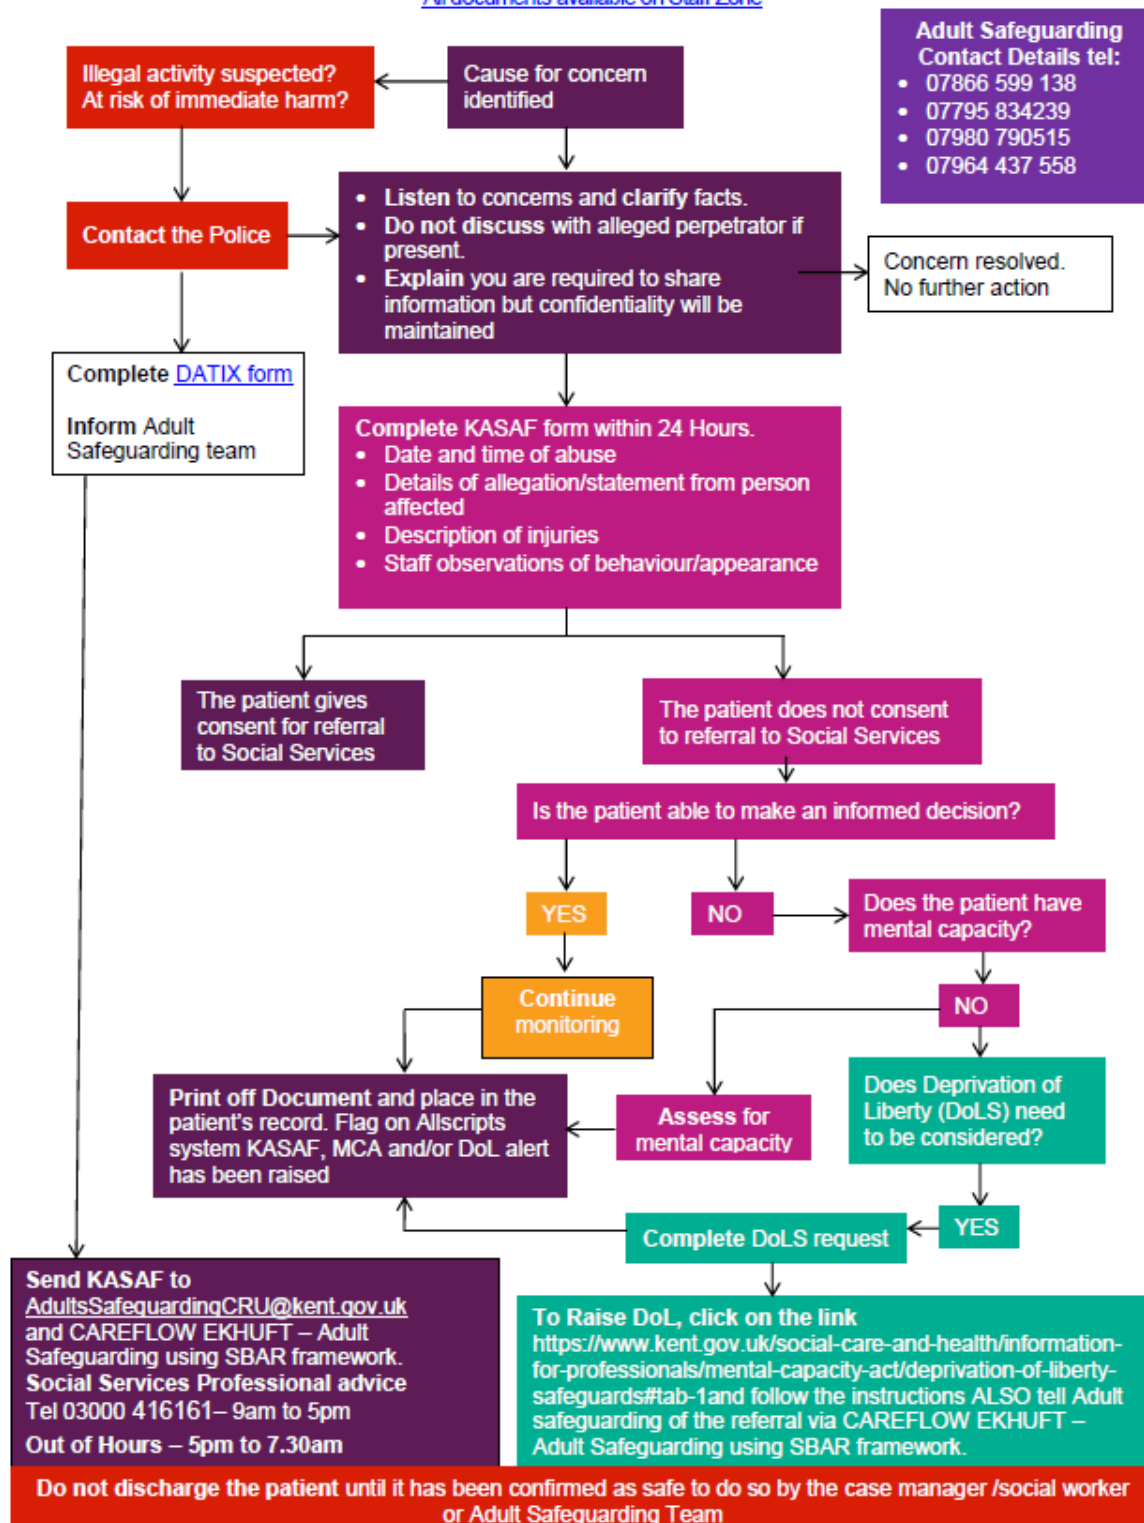 All documents available on Staff Zone
Adult Safeguarding
Contact Details tel:
• 07866 599 138
• 07795 834239
• 07980 790515
• 07964 437 558
Illegal activity suspected?
At risk of immediate harm?
Cause for concern
identified
Contact the Police
• Listen to concerns and clarify facts.
• Do not discuss with alleged perpetrator if
present.
• Explain you are required to share
information but confidentiality will be
maintained
Concern resolved.
No further action
Complete DATIX form
Inform Adult
Safeguarding team
Complete KASAF form within 24 Hours.
• Date and time of abuse
• Details of allegation/statement from person
affected
• Description of injuries
• Staff observations of behaviour/appearance
The patient gives
consent for referral
to Social Services
The patient does not consent
to referral to Social Services
Is the patient able to make an informed decision?
YES
NO
Does the patient have
mental capacity?
Continue
monitoring
NO
Print off Document and place in the
patient's record. Flag on Allscripts
system KASAF, MCA and/or DoL alert
has been raised
Assess for
mental capacity
Does Deprivation of
Liberty (DoLS) need
to be considered?
YES
Complete DoLS request
Send KASAF to
AdultsSafeguardingCRU@kent.gov.uk
and CAREFLOW EKHUFT – Adult
Safeguarding using SBAR framework.
Social Services Professional advice
Tel 03000 416161– 9am to 5pm
Out of Hours – 5pm to 7.30am
To Raise DoL, click on the link
https://www.kent.gov.uk/social-care-and-health/information-
for-professionals/mental-capacity-act/deprivation-of-liberty-
safeguards#tab-1and follow the instructions ALSO tell Adult
safeguarding of the referral via CAREFLOW EKHUFT –
Adult Safeguarding using SBAR framework.
Do not discharge the patient until it has been confirmed as safe to do so by the case manager /social worker
or Adult Safeguarding Team